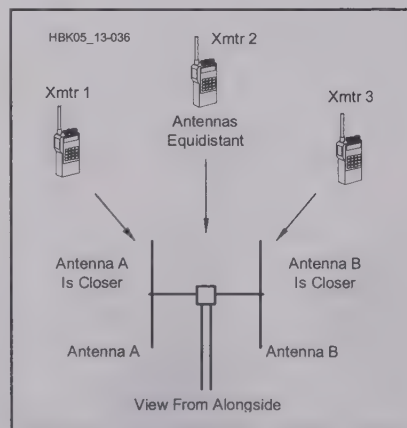 HBK05_13-036
Xmtr 2
Xmtr 1
Xmtr 3
Antennas
Equidistant
Antenna A
Is Closer
Antenna B
Is Closer
Antenna A
Antenna B
View From Alongside